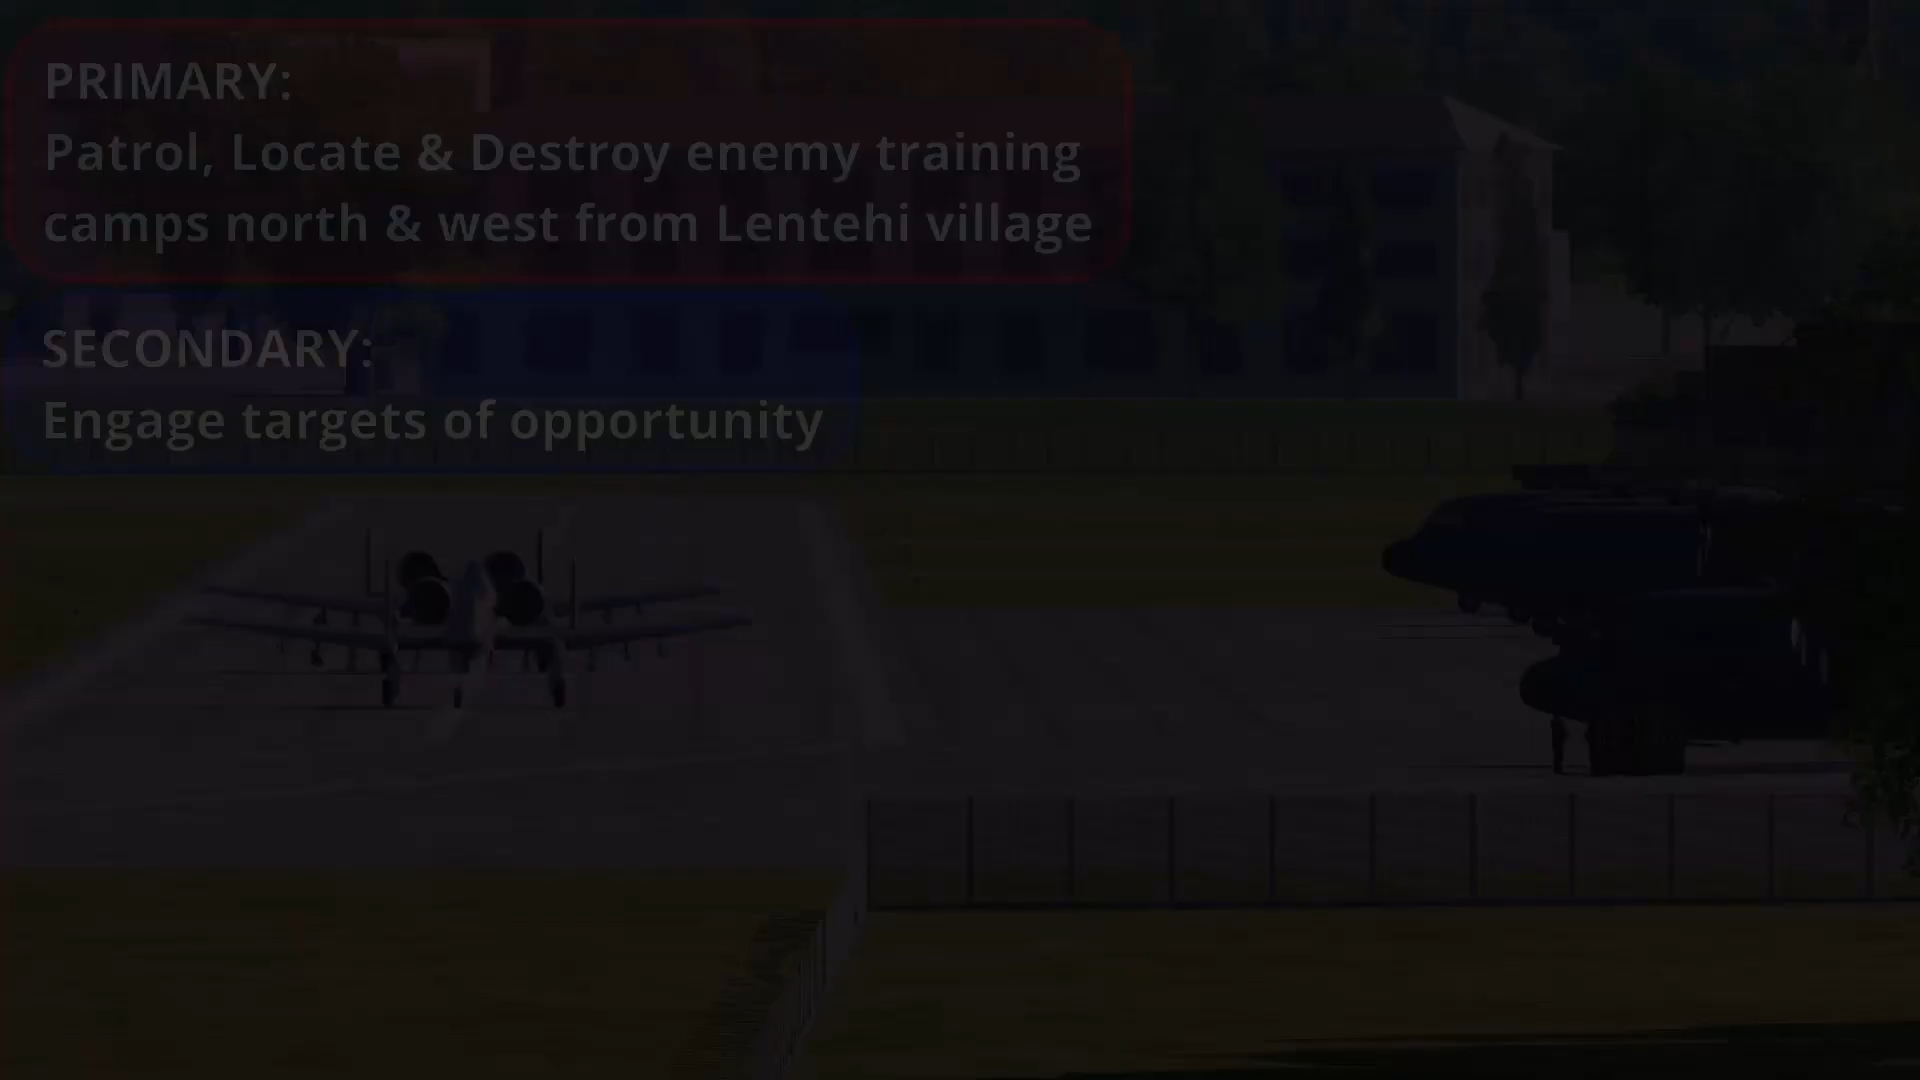 PRIMARY:
Patrol, Locate & Destroy enemy training
camps north & west from Lentehi village
SECONDARY:
Engage targets of opportunity